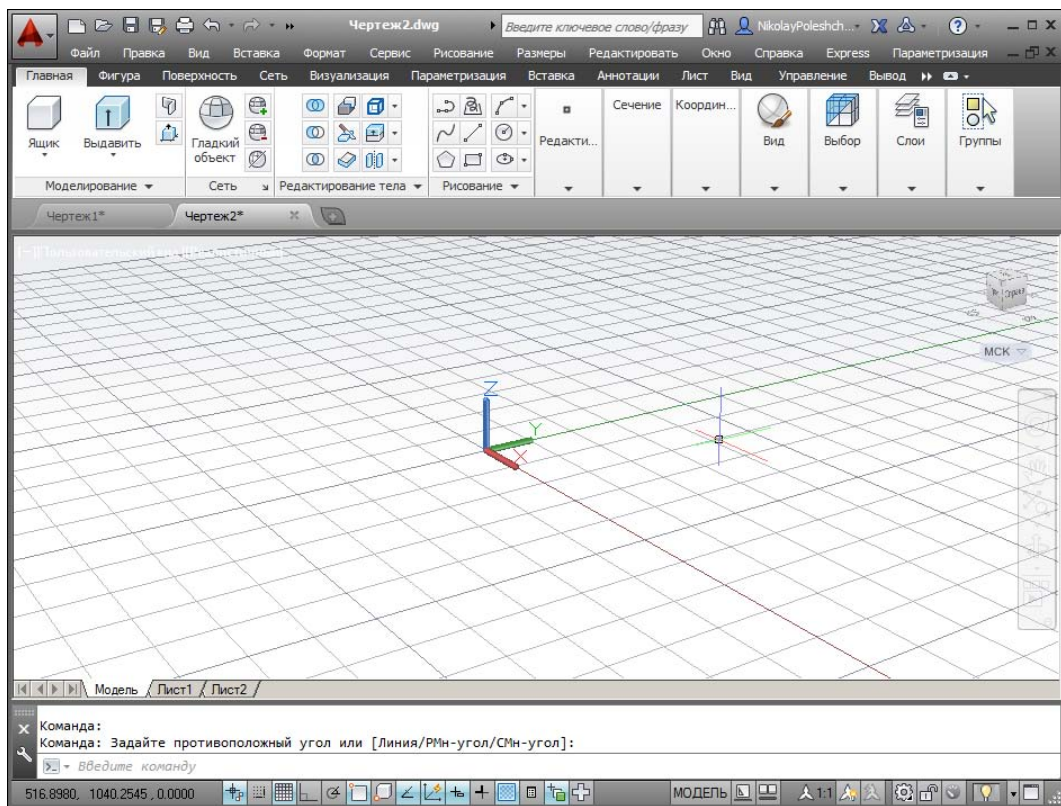 Чертеж2.dwg Введите ключевое слово/фразу NikolayPoleshch...
Файл Правка Вид Вставка Формат Сервис Рисование Размеры Редактировать Окно Справка Express Параметризация
Главная Фигура Поверхность Сеть Визуализация Параметризация Вставка Аннотации Лист Вид Управление Вывод
Ящик Выдавить Гладкий объект Редакти... Сечение Координ... Вид Выбор Слои Группы
Моделирование Сеть Редактирование тела Рисование
Чертеж1* Чертеж2*
МСК
Z
Y
X
Модель Лист1 Лист2
Команда:
Команда: Задайте противоположный угол или [Линия/РМн-угол/СМн-угол]:
Введите команду
516.8980, 1040.2545 , 0.0000 МОДЕЛЬ 1:1